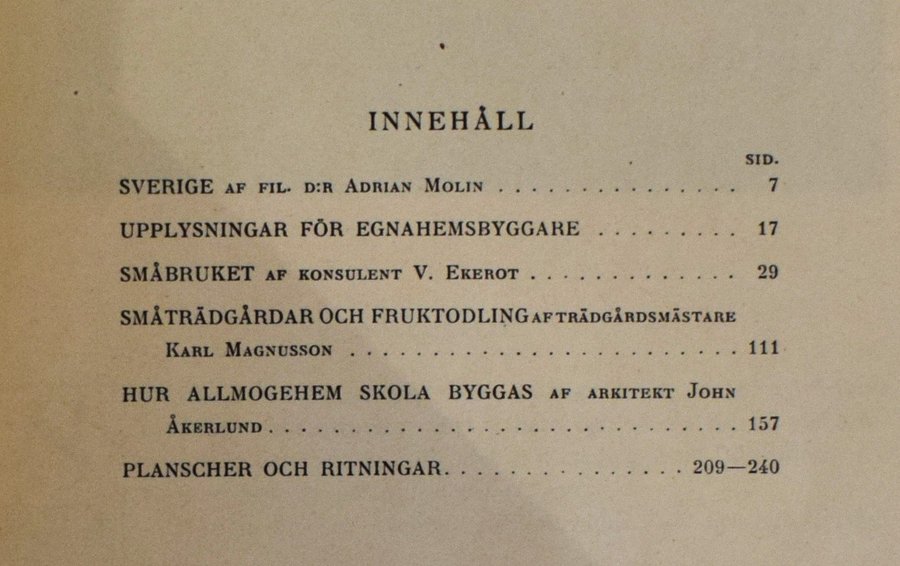 INNEHÅLL
SID.
SVERIGE AF FIL. D:R ADRIAN MOLIN . . . . . . . . . . . . . . . 7
UPPLYSNINGAR FÖR EGNAHEMSBYGGARE . . . . . . . . . 17
SMÅBRUKET AF KONSULENT V. EKEROT . . . . . . . . . . . . . 29
SMÅTRÄDGÅRDAR OCH FRUKTODLING AF TRÄDGÅRDSMÄSTARE
KARL MAGNUSSON . . . . . . . . . . . . . . . . . . . . . . . . 111
HUR ALLMOGEHEM SKOLA BYGGAS AF ARKITEKT JOHN
ÅKERLUND . . . . . . . . . . . . . . . . . . . . . . . . . . . . . 157
PLANSCHER OCH RITNINGAR . . . . . . . . . . . . . . . 209—240